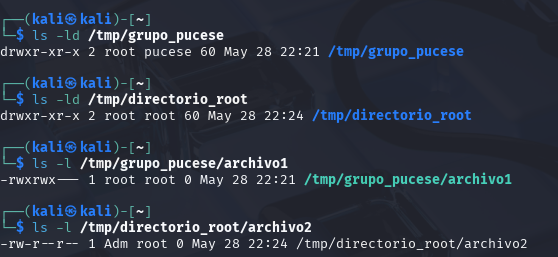 ┌──(kali㉿kali)-[~]
└─$ ls -ld /tmp/grupo_pucese
drwxr-xr-x 2 root pucese 60 May 28 22:21 /tmp/grupo_pucese
┌──(kali㉿kali)-[~]
└─$ ls -ld /tmp/directorio_root
drwxr-xr-x 2 root root 60 May 28 22:24 /tmp/directorio_root
┌──(kali㉿kali)-[~]
└─$ ls -l /tmp/grupo_pucese/archivo1
-rwxrwx--- 1 root root 0 May 28 22:21 /tmp/grupo_pucese/archivo1
┌──(kali㉿kali)-[~]
└─$ ls -l /tmp/directorio_root/archivo2
-rw-r--r-- 1 Adm root 0 May 28 22:24 /tmp/directorio_root/archivo2